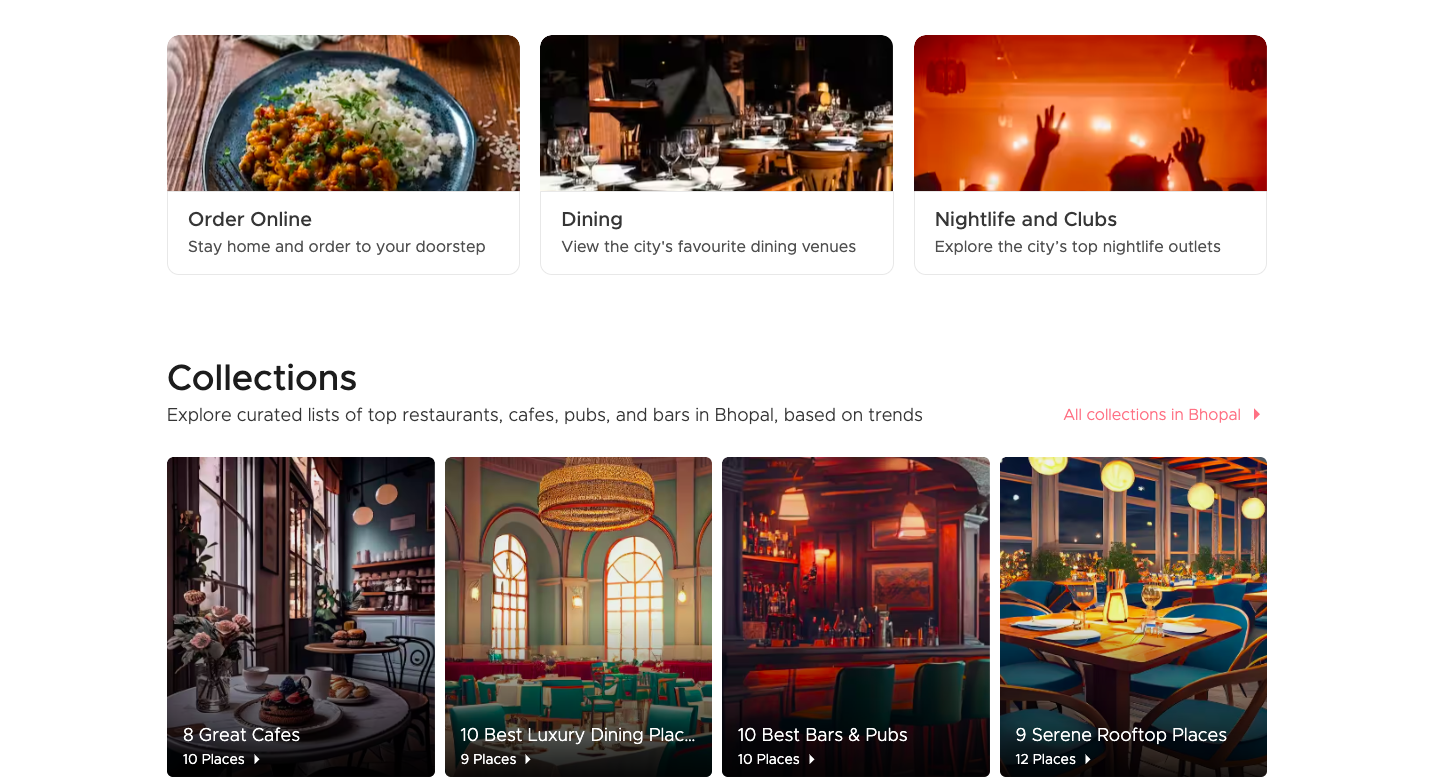 Order Online
Stay home and order to your doorstep
Dining
View the city's favourite dining venues
Nightlife and Clubs
Explore the city’s top nightlife outlets
Collections
Explore curated lists of top restaurants, cafes, pubs, and bars in Bhopal, based on trends
All collections in Bhopal
8 Great Cafes
10 Places
10 Best Luxury Dining Plac...
9 Places
10 Best Bars & Pubs
10 Places
9 Serene Rooftop Places
12 Places